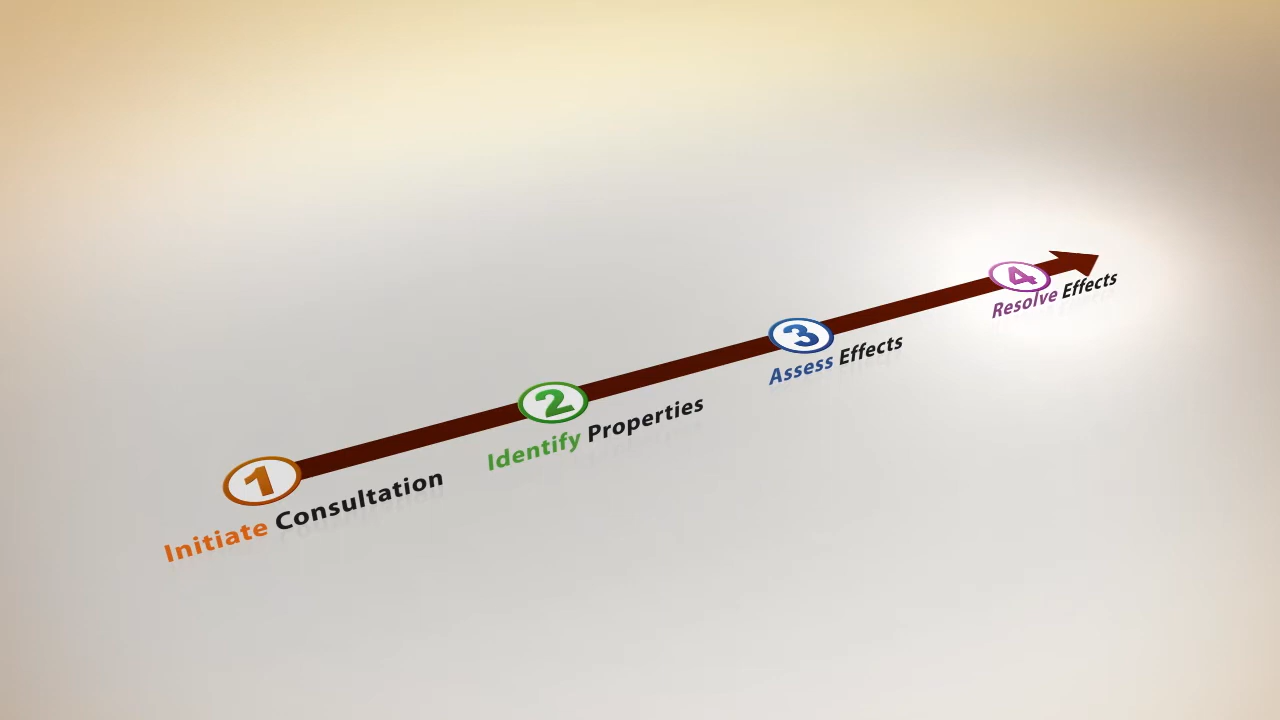 1
Initiate Consultation
2
Identify Properties
3
Assess Effects
4
Resolve Effects